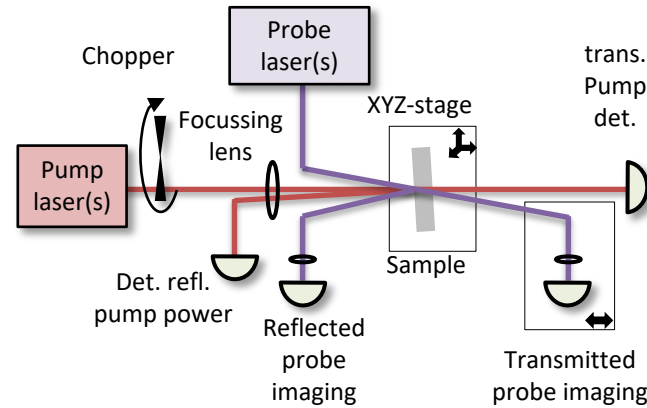 Chopper
Probe
laser(s)
trans.
Pump
det.
XYZ-stage
Focussing
lens
Pump
laser(s)
Det. refl.
pump power
Sample
Reflected
probe
imaging
Transmitted
probe imaging